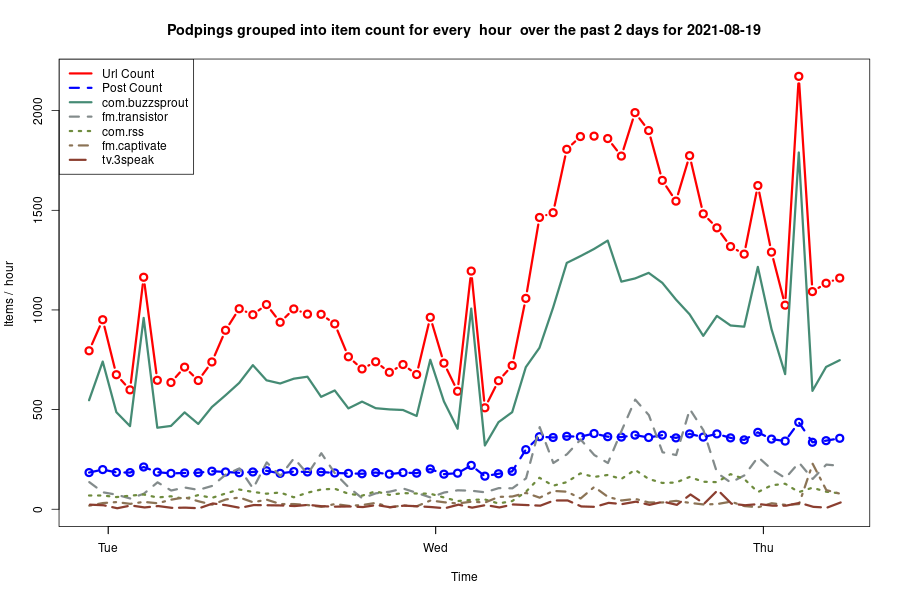 Podpings grouped into item count for every  hour  over the past 2 days for 2021-08-19
Url Count
Post Count
com.buzzsprout
fm.transistor
com.rss
fm.captivate
tv.3speak
2000
1500
1000
500
0
Items /  hour
Tue
Wed
Thu
Time